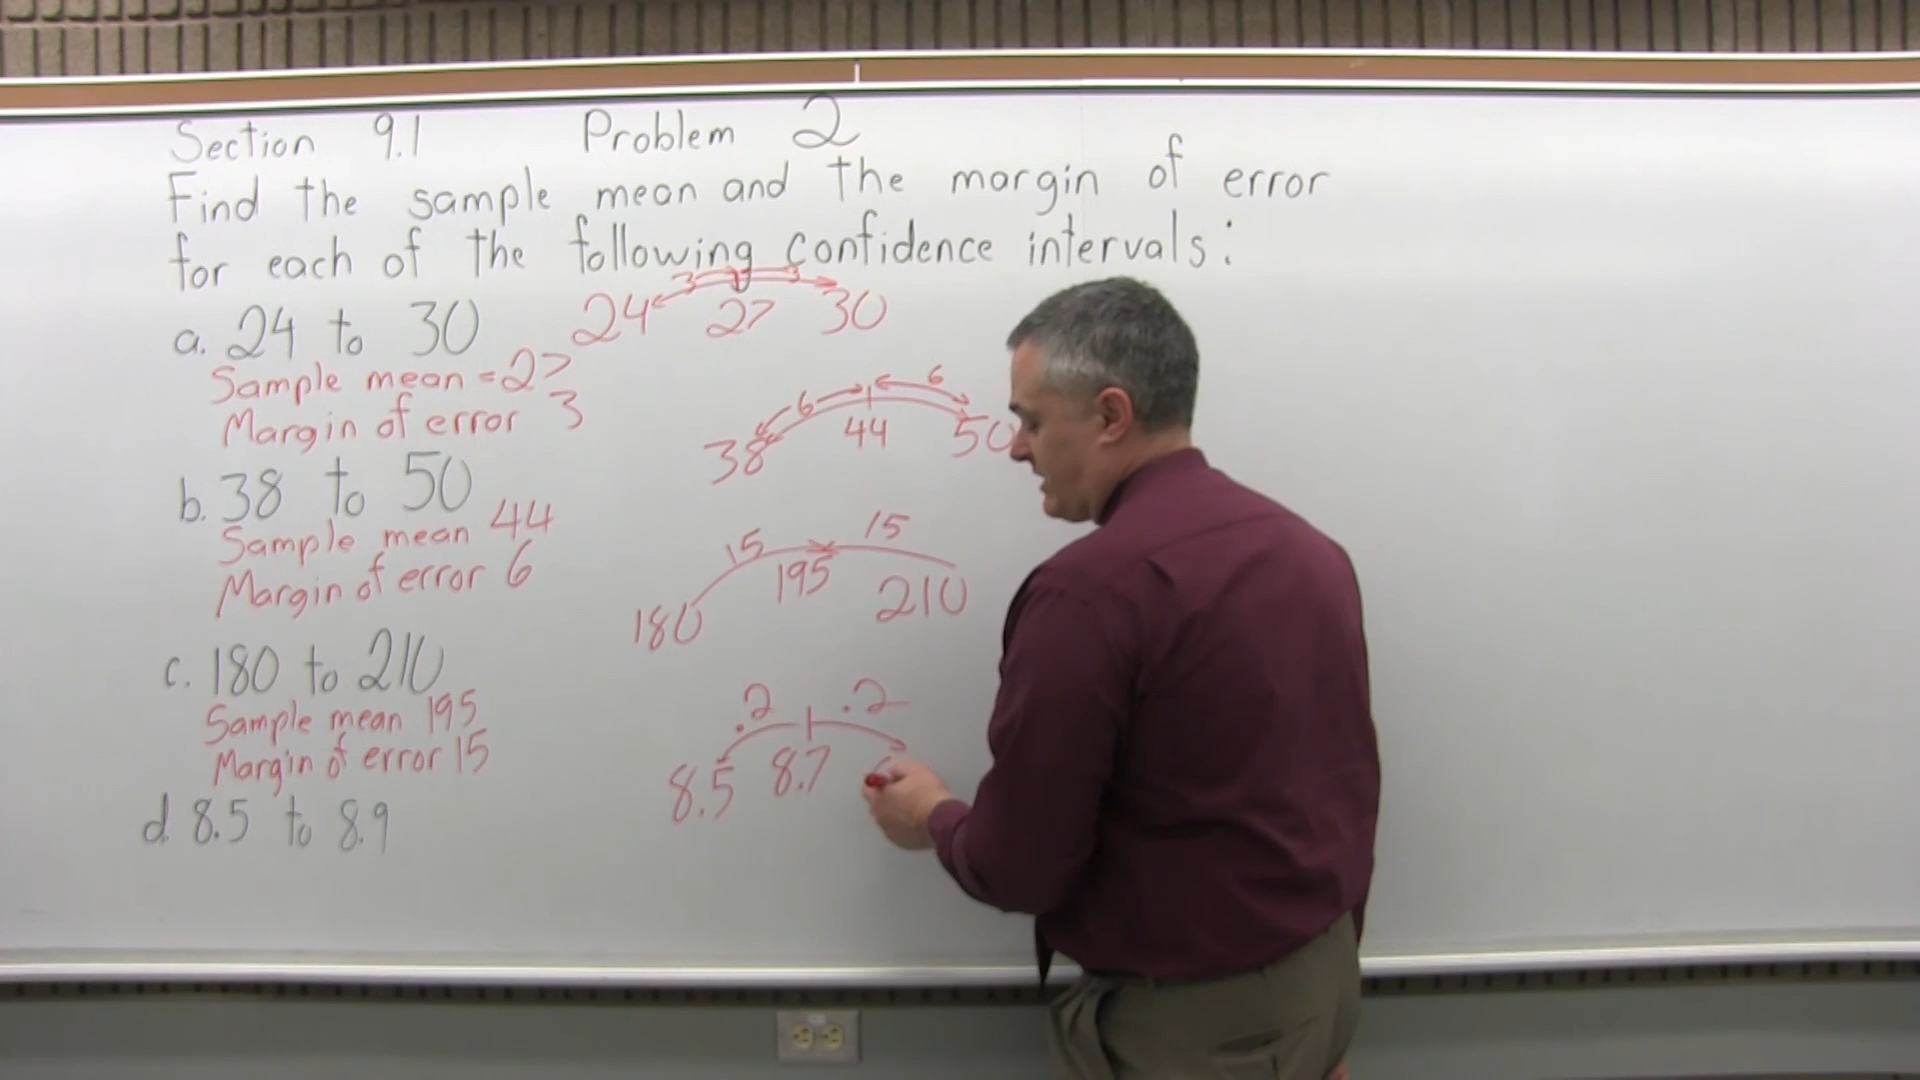 Section 9.1 Problem 2
Find the sample mean and the margin of error
for each of the following confidence intervals:
a. 24 to 30
Sample mean = 27
Margin of error 3
3 3
24 27 30
b. 38 to 50
Sample mean 44
Margin of error 6
6 6
38 44 50
c. 180 to 210
Sample mean 195
Margin of error 15
15 15
180 195 210
d. 8.5 to 8.9
.2 .2
8.5 8.7